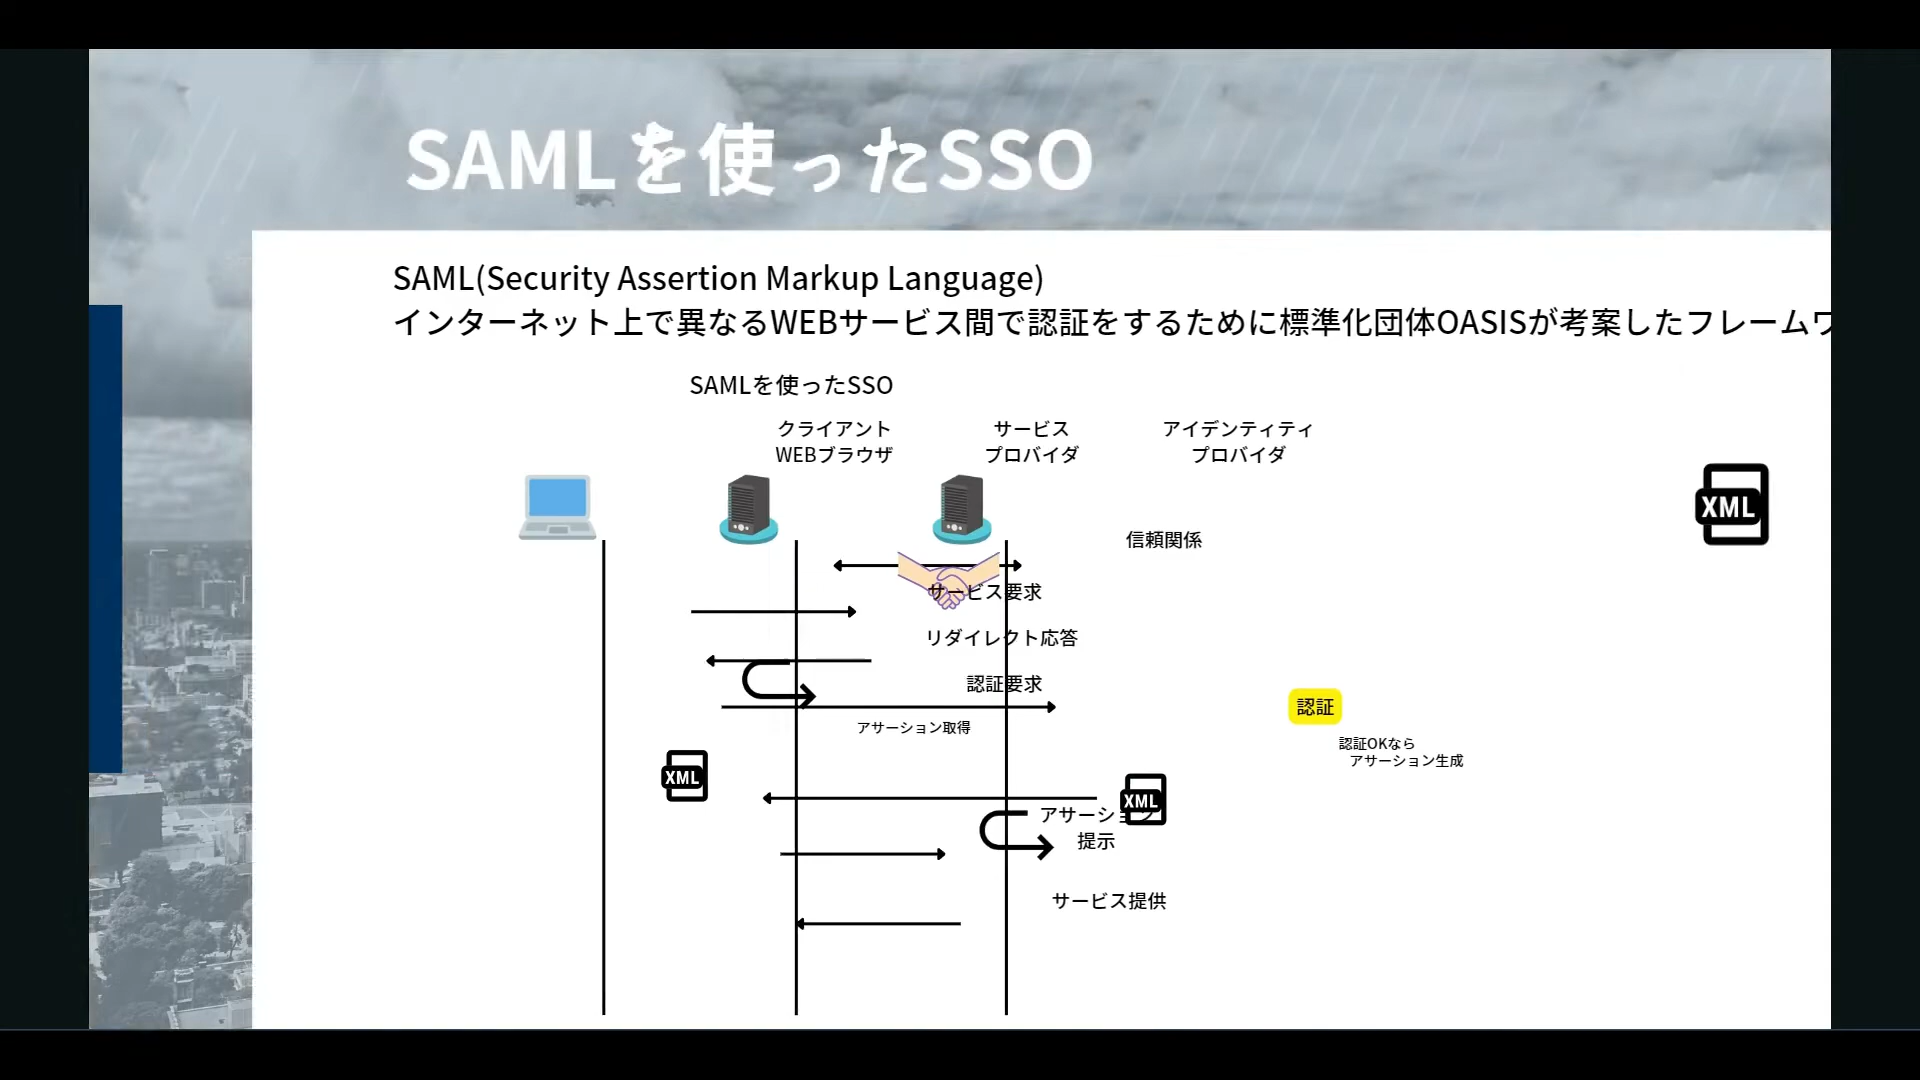 SAMLを使ったSSO
SAML(Security Assertion Markup Language)
インターネット上で異なるWEBサービス間で認証をするために標準化団体OASISが考案したフレームワ
SAMLを使ったSSO
クライアント
WEBブラウザ
サービス
プロバイダ
アイデンティティ
プロバイダ
XML
信頼関係
サービス要求
リダイレクト応答
認証要求
認証
アサーション取得
認証OKなら
アサーション生成
XML
XML
アサーション
提示
サービス提供